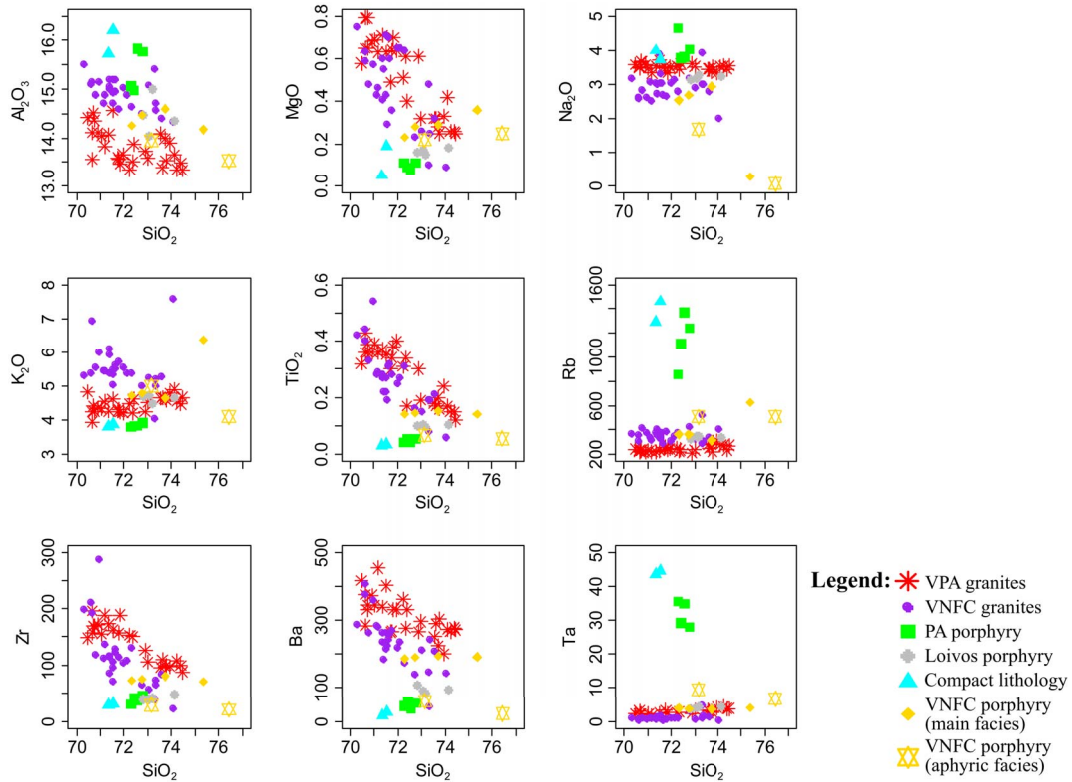 Al₂O₃
16.0
15.0
14.0
13.0
70 72 74 76
SiO₂
MgO
0.8
0.6
0.4
0.2
0.0
70 72 74 76
SiO₂
Na₂O
5
4
3
2
1
0
70 72 74 76
SiO₂
K₂O
8
7
6
5
4
3
70 72 74 76
SiO₂
TiO₂
0.6
0.4
0.2
0.0
70 72 74 76
SiO₂
Rb
1600
1000
600
200
70 72 74 76
SiO₂
Zr
300
200
100
0
70 72 74 76
SiO₂
Ba
500
300
100
0
70 72 74 76
SiO₂
Ta
50
40
30
20
10
0
70 72 74 76
SiO₂
Legend:
VPA granites
VNFC granites
PA porphyry
Loivos porphyry
Compact lithology
VNFC porphyry
(main facies)
VNFC porphyry
(aphyric facies)